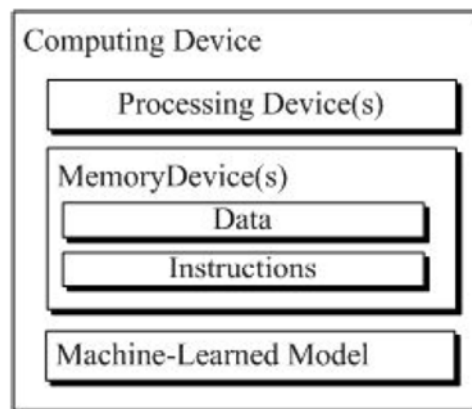 Computing Device
Processing Device(s)
MemoryDevice(s)
Data
Instructions
Machine-Learned Model